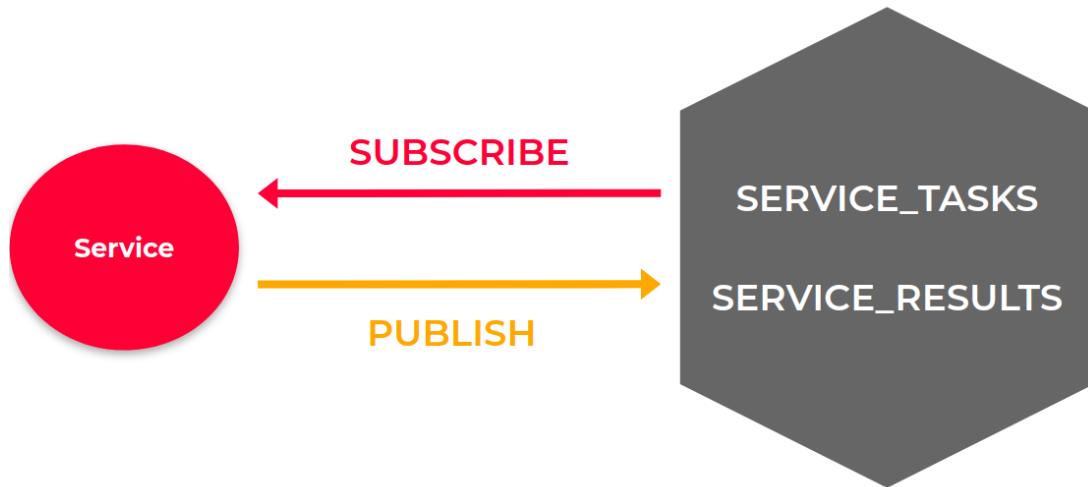 SUBSCRIBE
Service
PUBLISH
SERVICE_TASKS
SERVICE_RESULTS